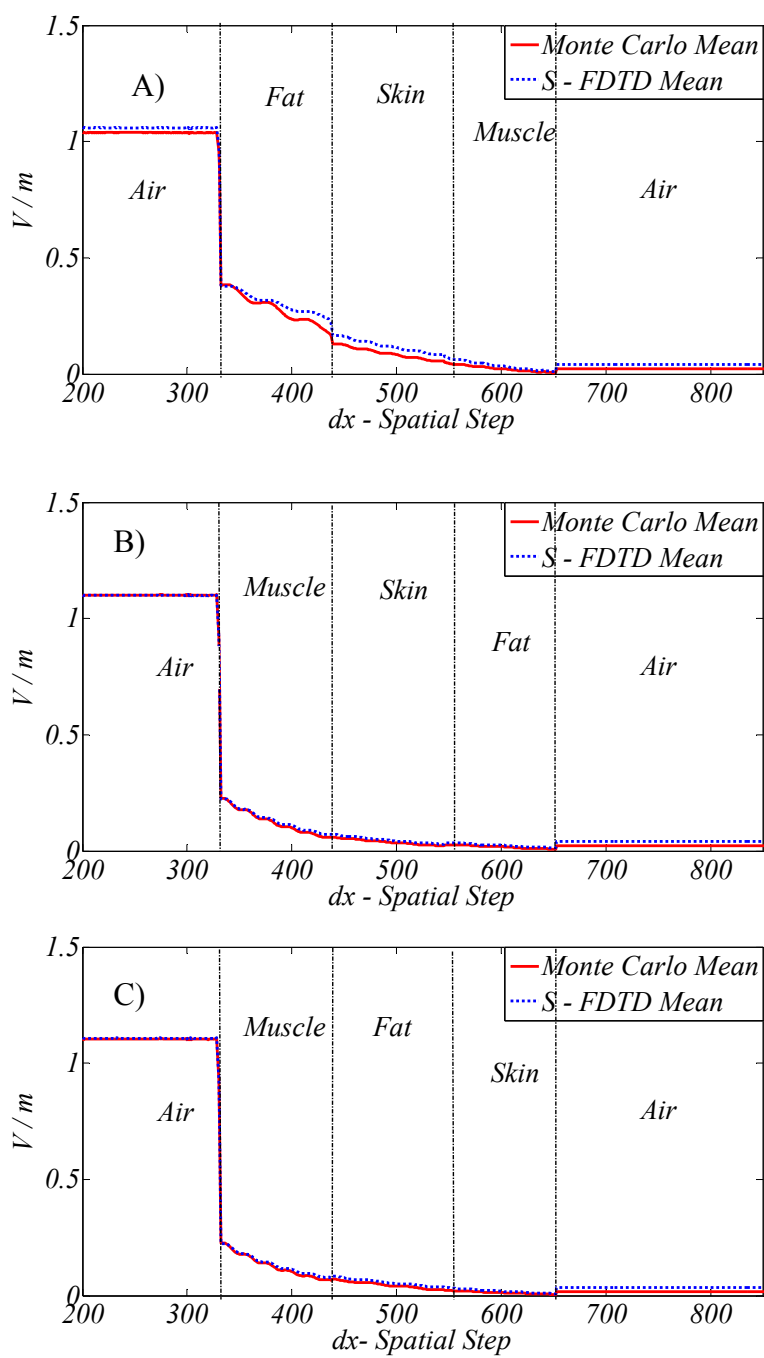 1.5
Monte Carlo Mean
S - FDTD Mean
A)
Fat
Skin
Muscle
1
Air
Air
V / m
0.5
0
200 300 400 500 600 700 800
dx - Spatial Step
1.5
Monte Carlo Mean
S - FDTD Mean
B)
Muscle
Skin
Fat
1
Air
Air
V / m
0.5
0
200 300 400 500 600 700 800
dx - Spatial Step
1.5
Monte Carlo Mean
S - FDTD Mean
C)
Muscle
Fat
Skin
1
Air
Air
V / m
0.5
0
200 300 400 500 600 700 800
dx- Spatial Step